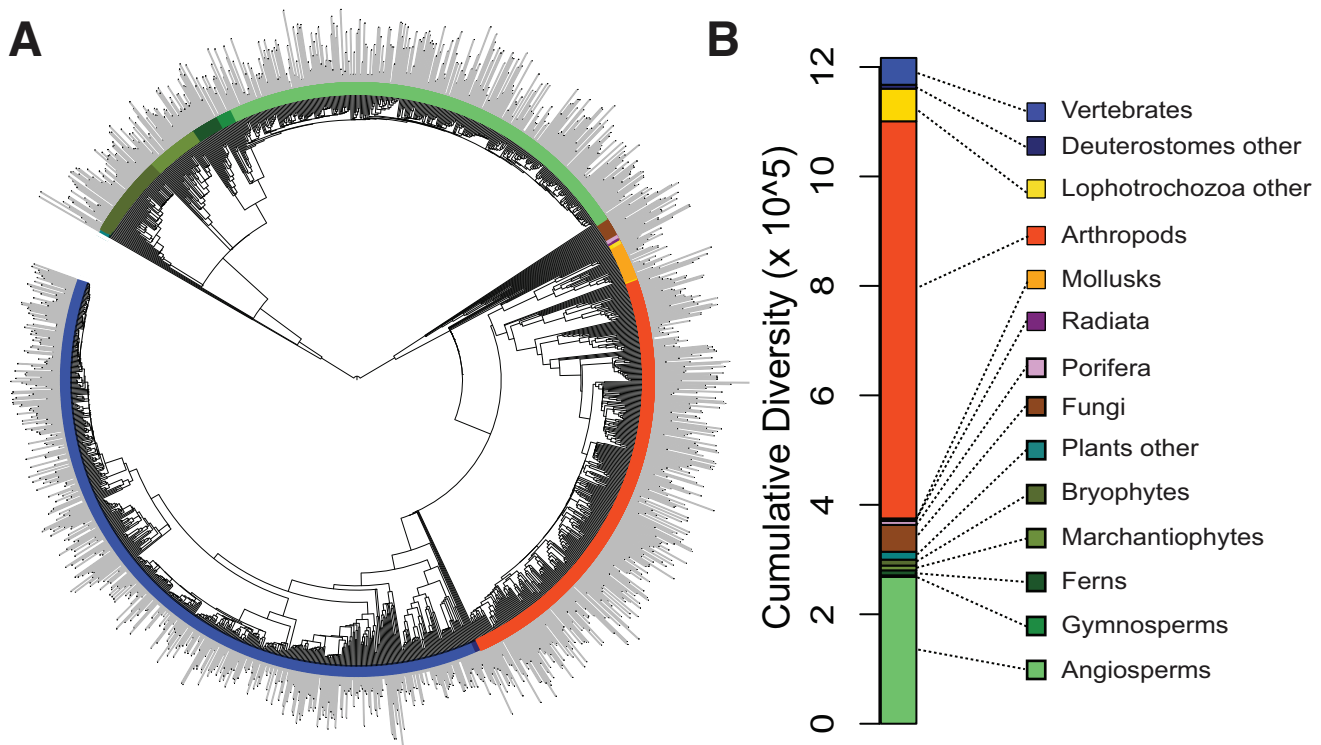 A
B
Cumulative Diversity (x 10^5)
12
10
8
6
4
2
0
Vertebrates
Deuterostomes other
Lophotrochozoa other
Arthropods
Mollusks
Radiata
Porifera
Fungi
Plants other
Bryophytes
Marchantiophytes
Ferns
Gymnosperms
Angiosperms